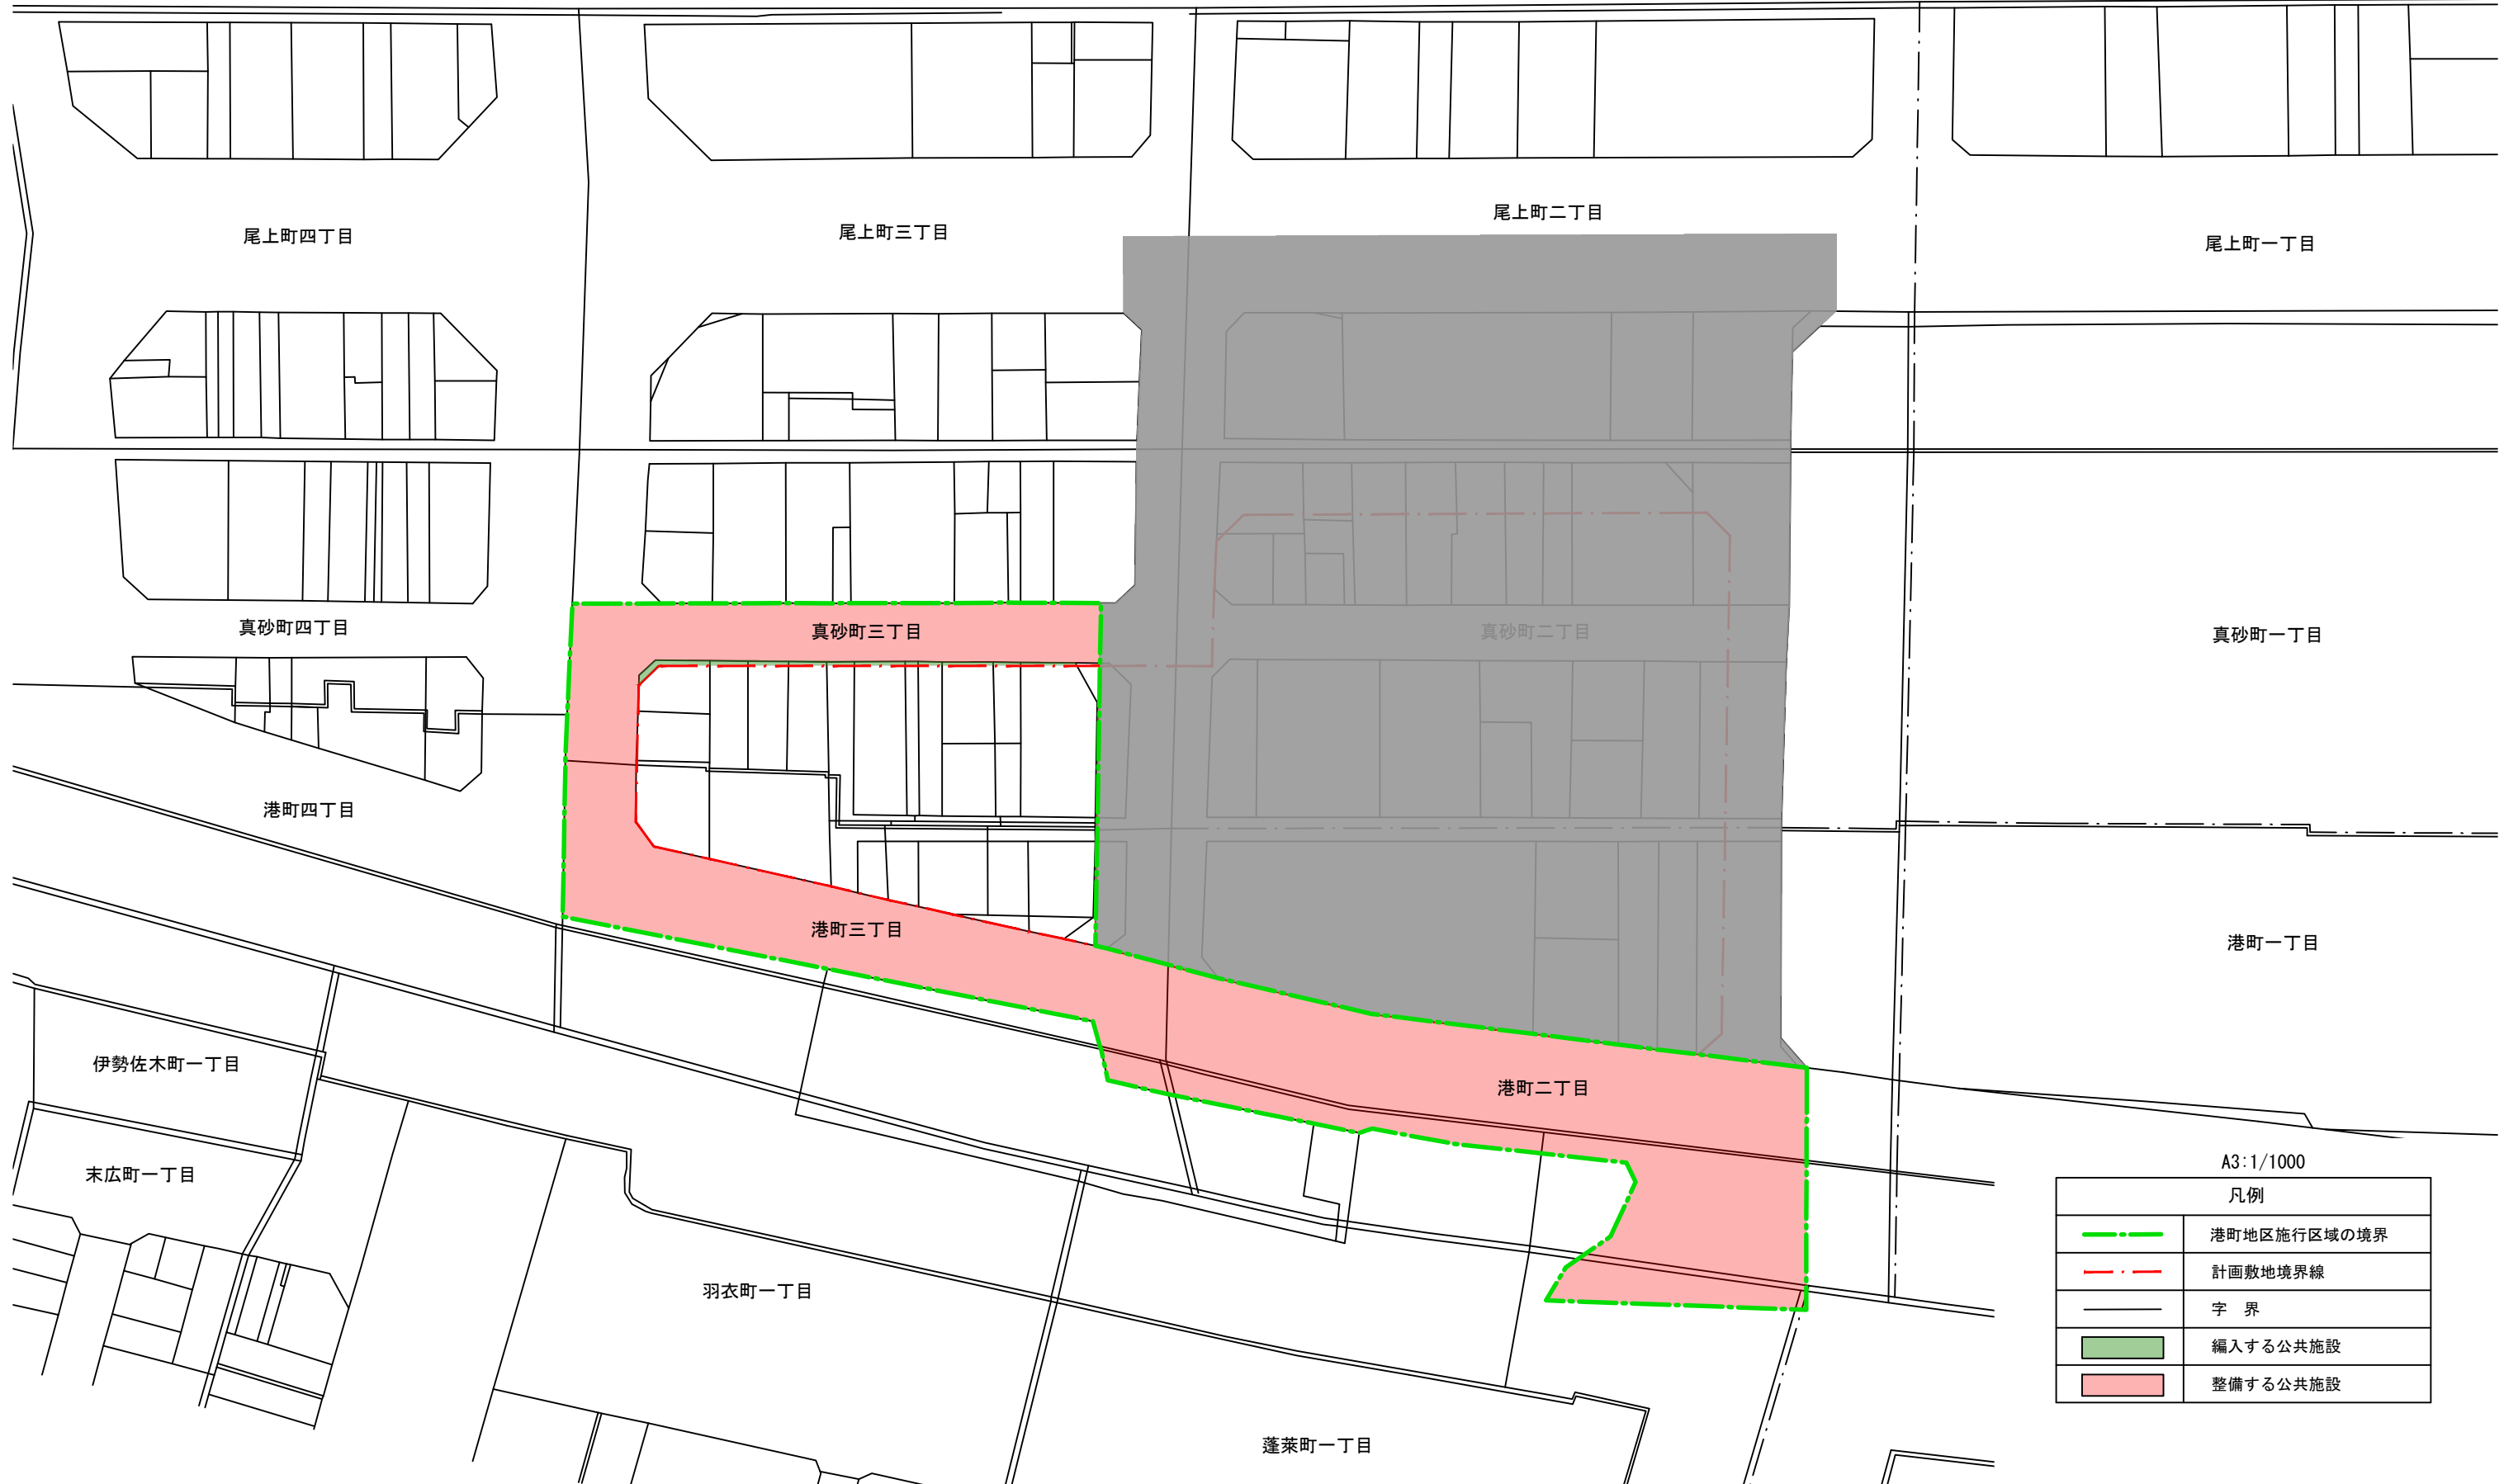 尾上町四丁目
尾上町三丁目
尾上町二丁目
尾上町一丁目
真砂町四丁目
真砂町三丁目
真砂町二丁目
真砂町一丁目
港町四丁目
港町三丁目
港町二丁目
港町一丁目
伊勢佐木町一丁目
末広町一丁目
羽衣町一丁目
蓬莱町一丁目
A3:1/1000
凡例
港町地区施行区域の境界
計画敷地境界線
字 界
編入する公共施設
整備する公共施設